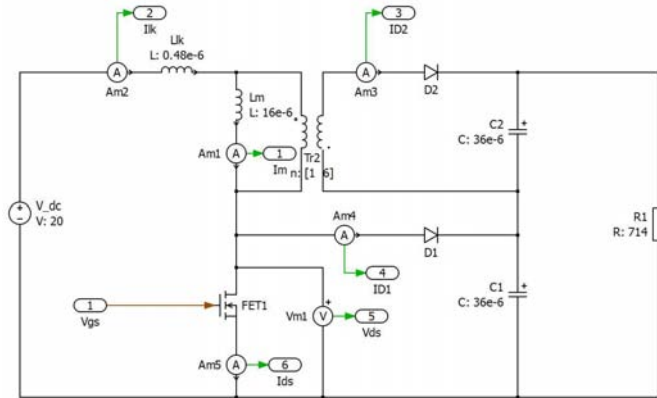 2
Ilk
3
ID2
Llk
L: 0.48e-6
A
Am2
A
Am3
D2
Lm
L: 16e-6
C2
C: 36e-6
Am1
A
1
Im
Tr2
n: [1 6]
V_dc
V: 20
Am4
A
D1
R1
R: 714
4
ID1
C1
C: 36e-6
1
Vgs
FET1
Vm1
V
5
Vds
Am5
A
6
Ids